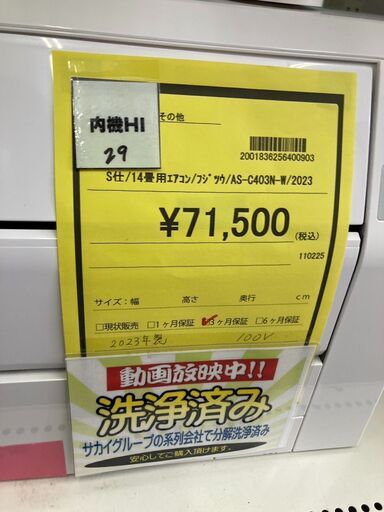 内機HI
29
その他
2001836256400903
S仕/14畳用エアコン/フジツウ/AS-C403N-W/2023
¥71,500(税込)
110225
サイズ:幅 高さ 奥行 cm
□現状販売 □1ヶ月保証 ☑3ヶ月保証 □6ヶ月保証
2023年製 100V
動画放映中!!
洗浄済み
サカイグループの系列会社で分解洗浄済み
安心してご購入頂けます。